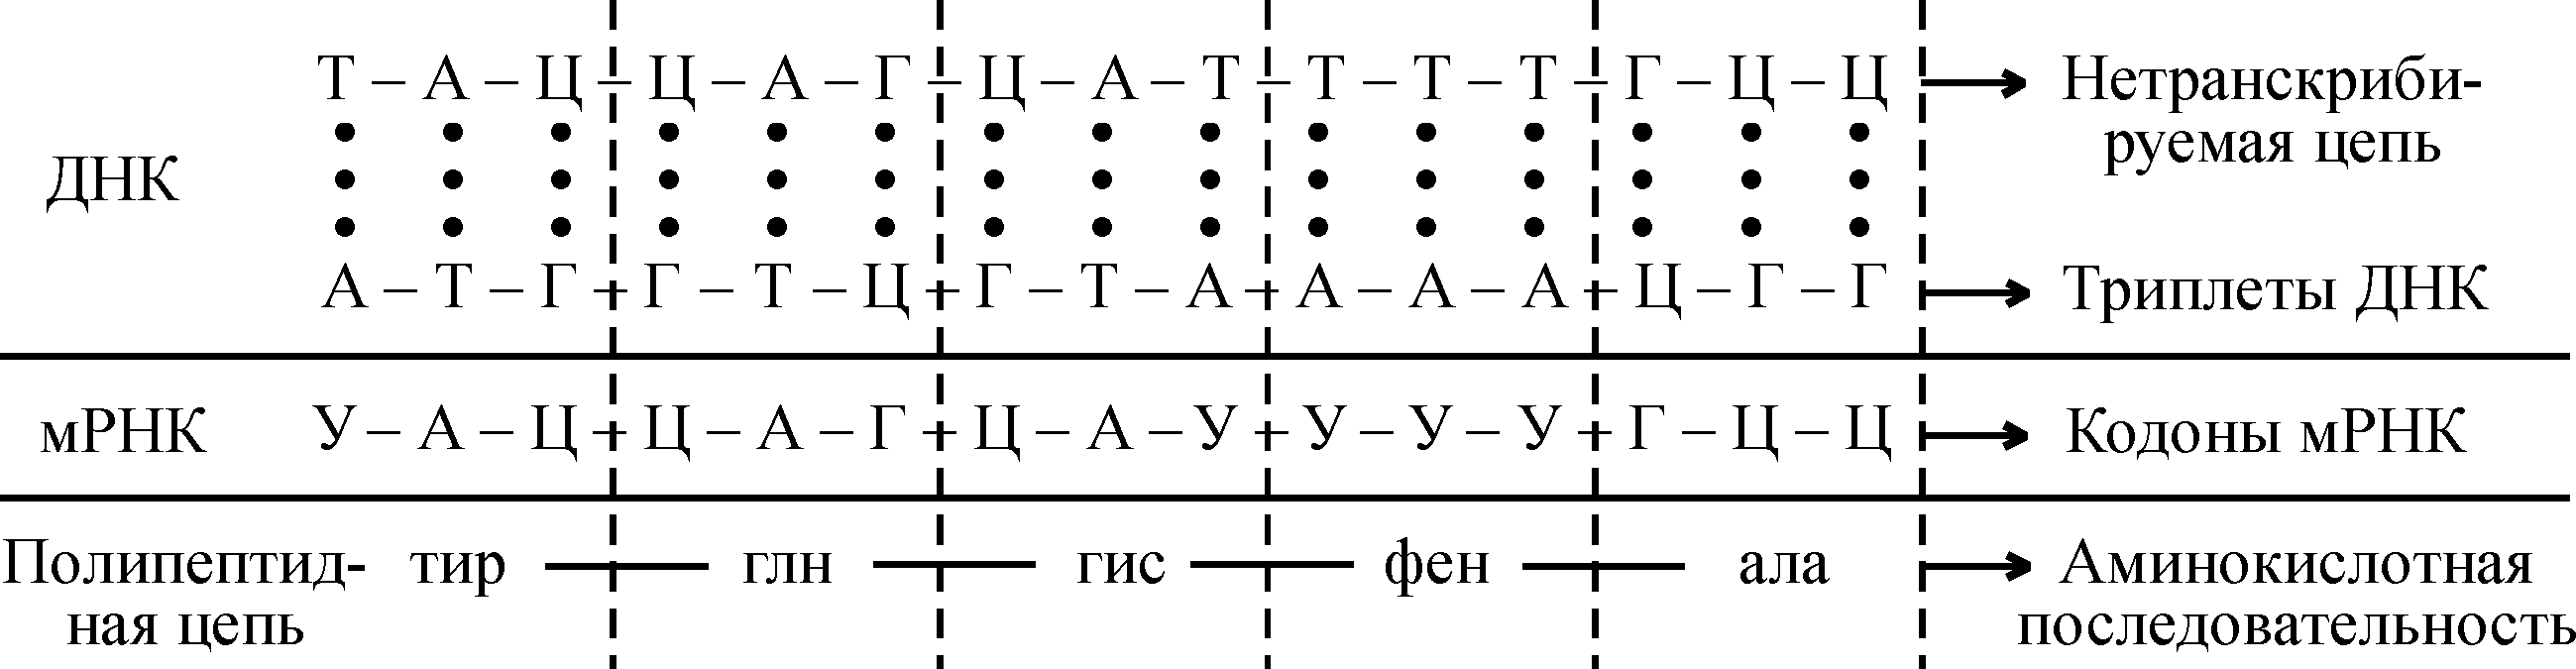 Т – А – Ц – Ц – А – Г – Ц – А – Т – Т – Т – Т – Г – Ц – Ц → Нетранскриби-
руемая цепь
ДНК
А – Т – Г – Г – Т – Ц – Г – Т – А – А – А – А – Ц – Г – Г → Триплеты ДНК
мРНК У – А – Ц – Ц – А – Г – Ц – А – У – У – У – У – Г – Ц – Ц → Кодоны мРНК
Полипептид- тир — глн — гис — фен — ала → Аминокислотная
ная цепь последовательность